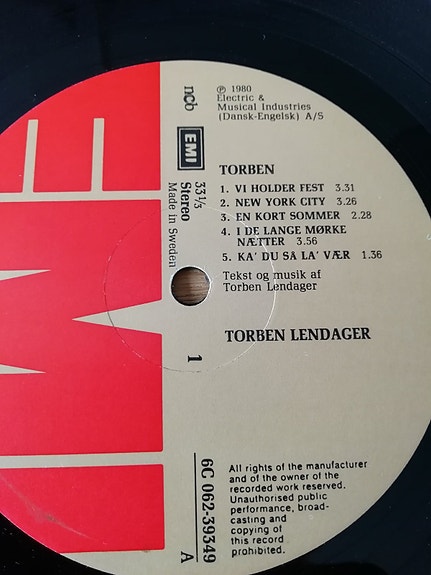 ℗ 1980
Electric &
Musical Industries
(Dansk-Engelsk) A/S
ncb
EMI
33 1/3
Stereo
Made in Sweden
TORBEN
1. VI HOLDER FEST 3.31
2. NEW YORK CITY 3.26
3. EN KORT SOMMER 2.28
4. I DE LANGE MØRKE
NÆTTER 3.56
5. KA' DU SA LA' VÆR 1.36
Tekst og musik af
Torben Lendager
TORBEN LENDAGER
1
6C 062-39349
A
All rights of the manufacturer
and of the owner of the
recorded work reserved.
Unauthorised public
performance, broad-
casting and
copying of
this record
prohibited.
EMI